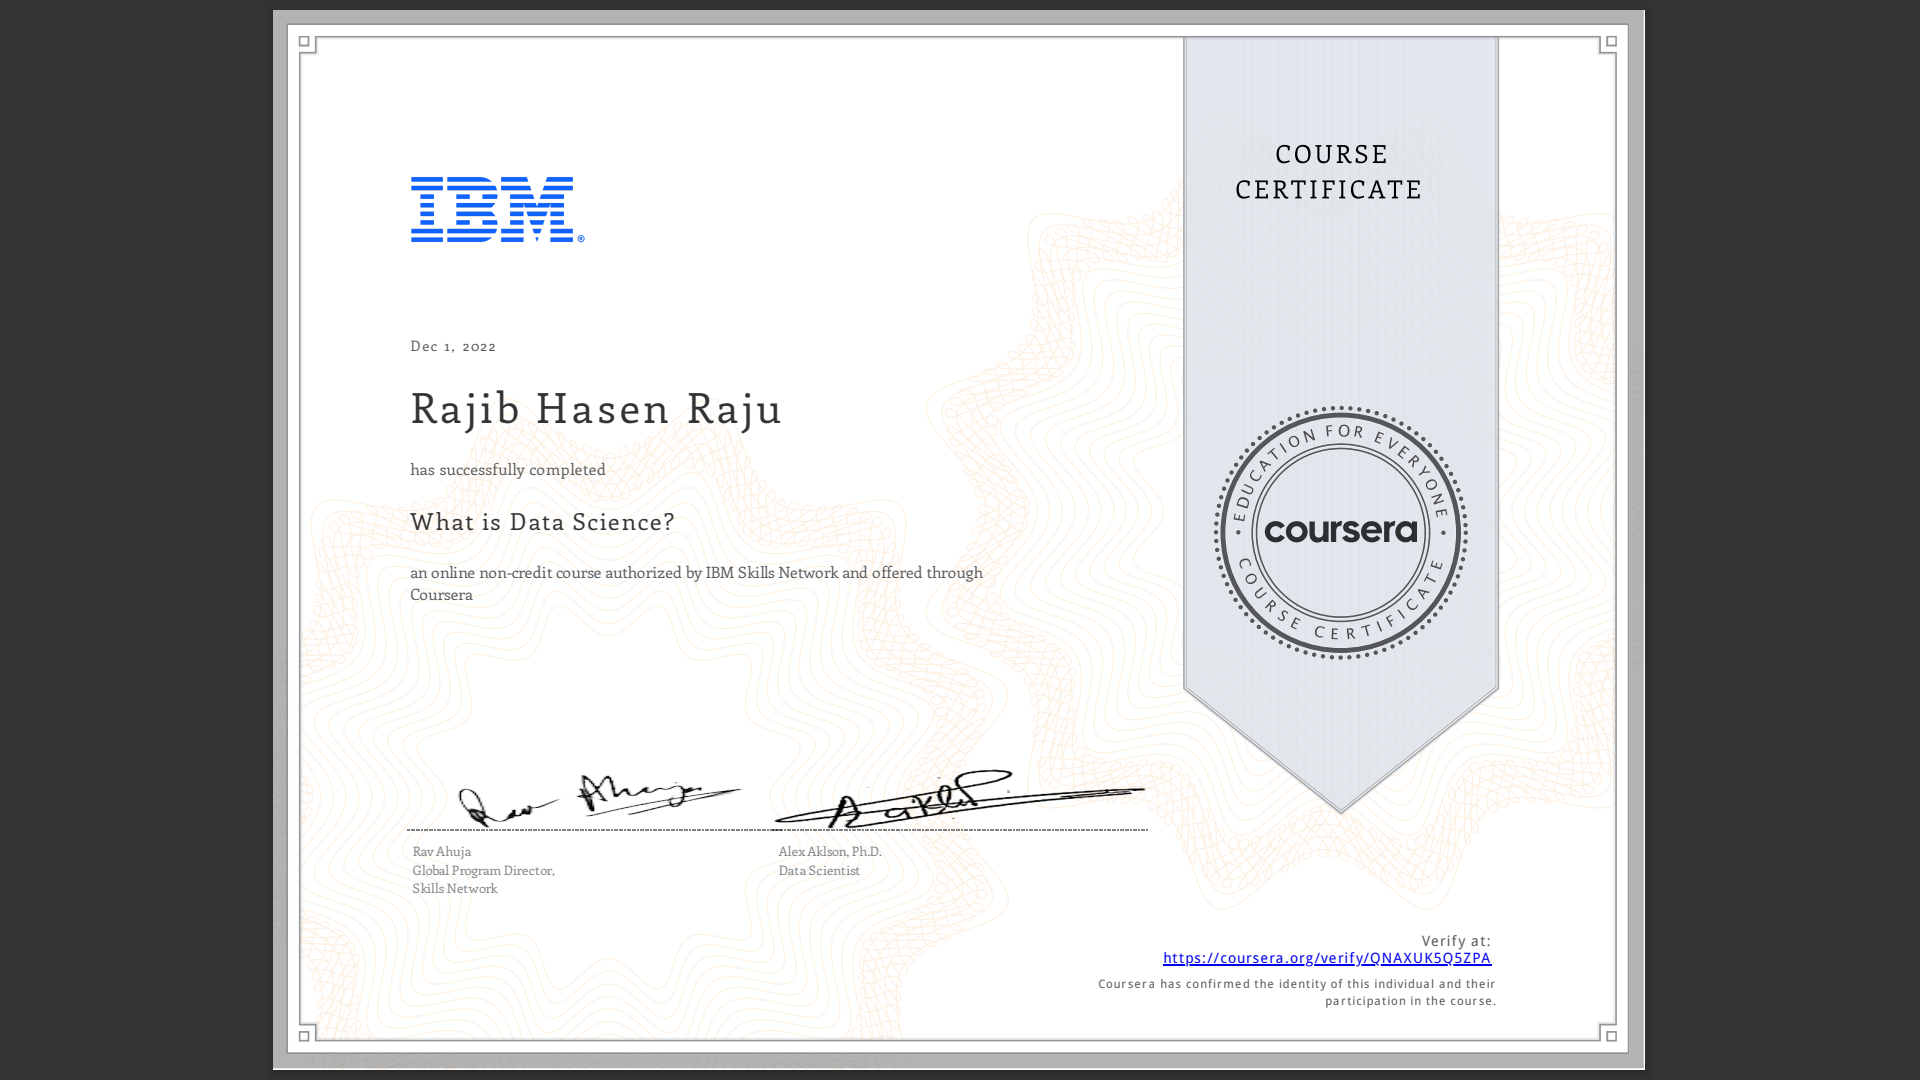 COURSE
CERTIFICATE
IBM®
Dec 1, 2022
Rajib Hasen Raju
has successfully completed
What is Data Science?
an online non-credit course authorized by IBM Skills Network and offered through
Coursera
EDUCATION FOR EVERYONE
coursera
COURSE CERTIFICATE
Rav Ahuja
Rav Ahuja
Global Program Director,
Skills Network
Alex Aklson, Ph.D.
Data Scientist
Verify at:
https://coursera.org/verify/QNAXUK5Q5ZPA
Coursera has confirmed the identity of this individual and their
participation in the course.